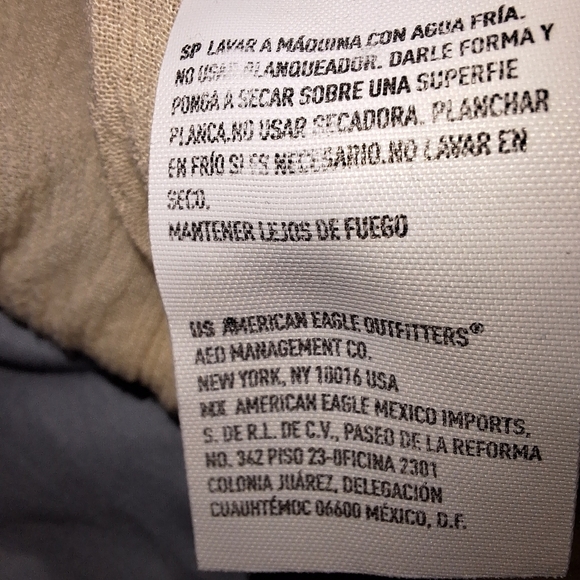 SP LAVAR A MÁQUINA CON AGUA FRÍA.
NO USAR BLANQUEADOR. DARLE FORMA Y
PONGA A SECAR SOBRE UNA SUPERFIE
PLANCA.NO USAR SECADORA. PLANCHAR
EN FRÍO SI ES NECESARIO.NO LAVAR EN
SECO.
MANTENER LEJOS DE FUEGO
US AMERICAN EAGLE OUTFITTERS®
AEO MANAGEMENT CO.
NEW YORK, NY 10016 USA
MX AMERICAN EAGLE MEXICO IMPORTS,
S. DE R.L. DE C.V., PASEO DE LA REFORMA
NO. 342 PISO 23-OFICINA 2301
COLONIA JUÁREZ, DELEGACIÓN
CUAUHTÉMOC 06600 MÉXICO, D.F.